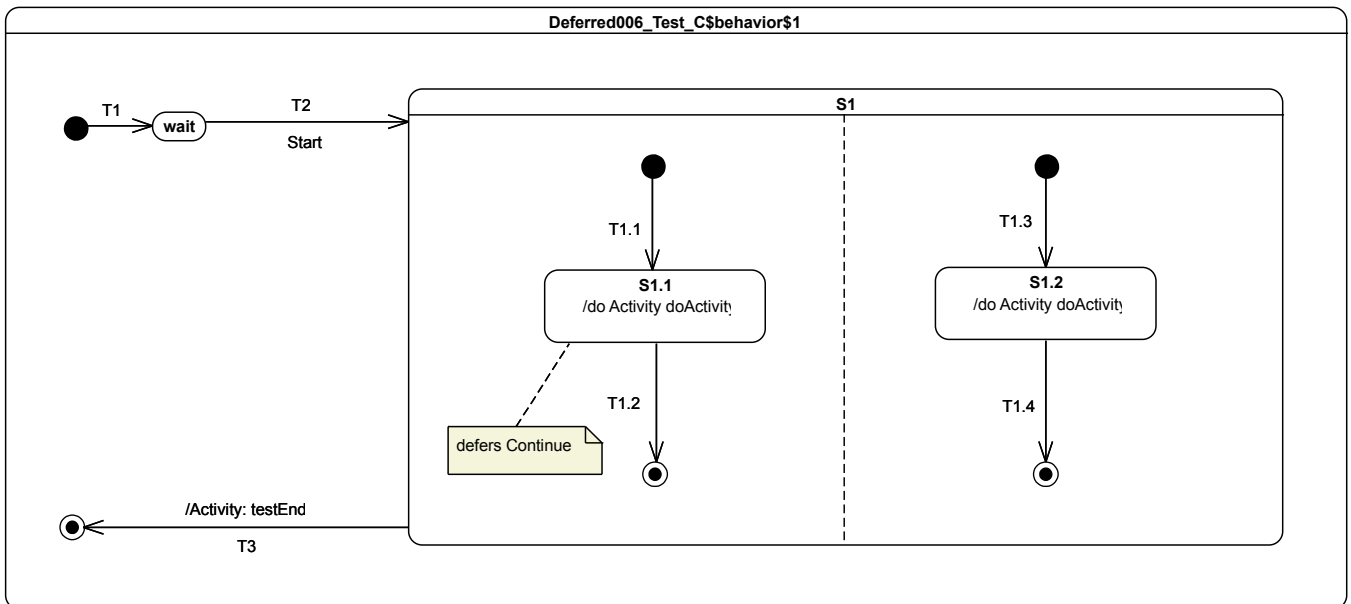 Deferred006_Test_C$behavior$1
T1
wait
T2
Start
S1
T1.1
T1.3
S1.1
/do Activity doActivity
S1.2
/do Activity doActivity
T1.2
T1.4
defers Continue
/Activity: testEnd
T3